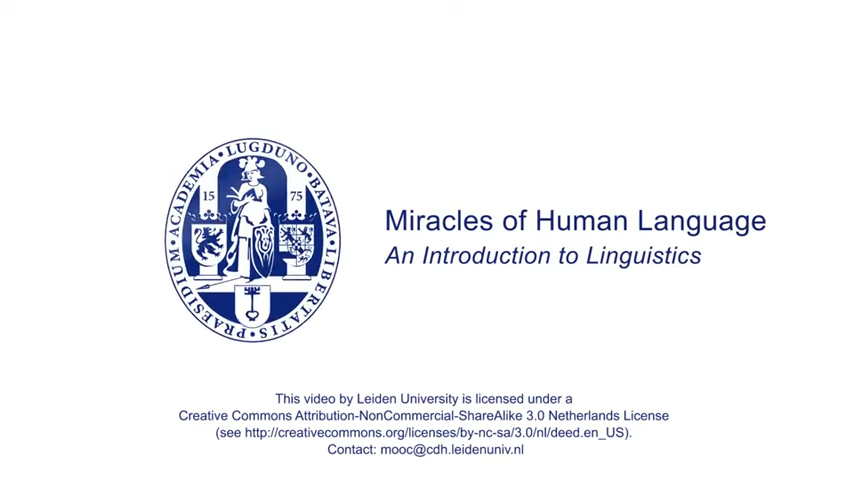 ACADEMIA · LUGDUNO · BATAVA · LIBERTATIS · PRAESIDIUM ·
15 75
Miracles of Human Language
An Introduction to Linguistics
This video by Leiden University is licensed under a
Creative Commons Attribution-NonCommercial-ShareAlike 3.0 Netherlands License
(see http://creativecommons.org/licenses/by-nc-sa/3.0/nl/deed.en_US).
Contact: mooc@cdh.leidenuniv.nl